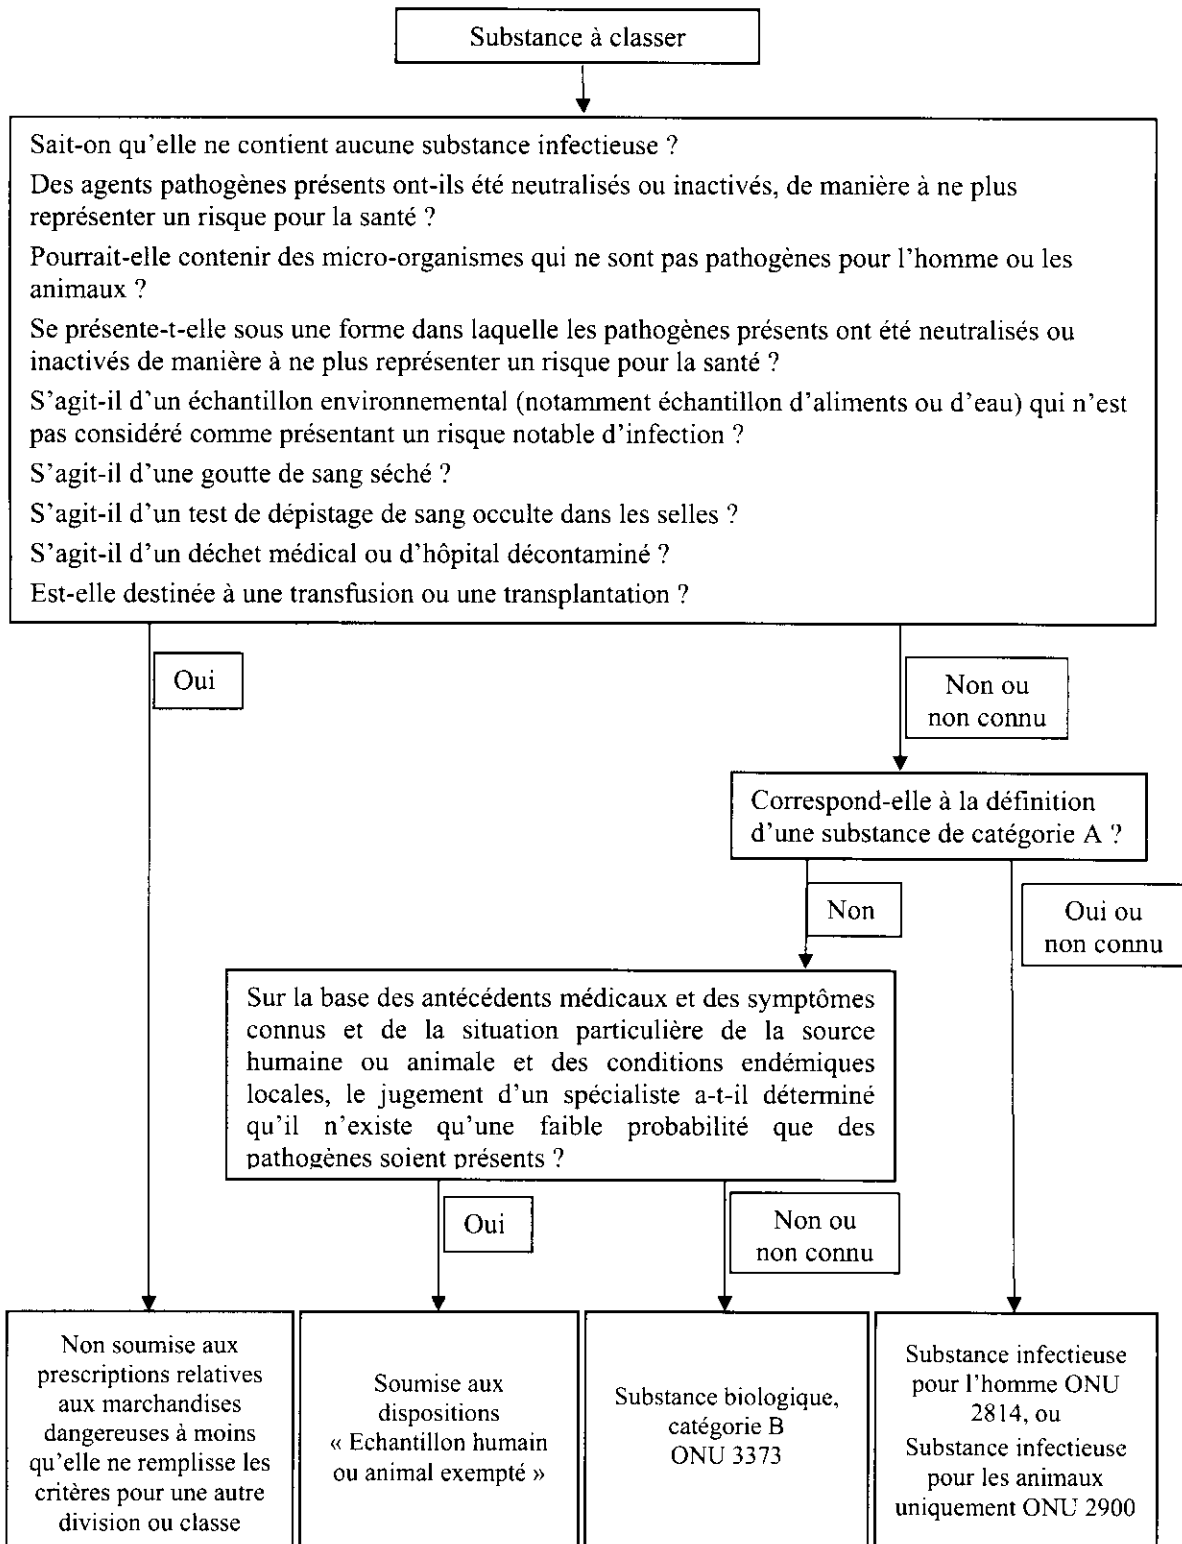 Substance à classer
Sait-on qu'elle ne contient aucune substance infectieuse ?
Des agents pathogènes présents ont-ils été neutralisés ou inactivés, de manière à ne plus
représenter un risque pour la santé ?
Pourrait-elle contenir des micro-organismes qui ne sont pas pathogènes pour l'homme ou les
animaux ?
Se présente-t-elle sous une forme dans laquelle les pathogènes présents ont été neutralisés ou
inactivés de manière à ne plus représenter un risque pour la santé ?
S'agit-il d'un échantillon environnemental (notamment échantillon d'aliments ou d'eau) qui n'est
pas considéré comme présentant un risque notable d'infection ?
S'agit-il d'une goutte de sang séché ?
S'agit-il d'un test de dépistage de sang occulte dans les selles ?
S'agit-il d'un déchet médical ou d'hôpital décontaminé ?
Est-elle destinée à une transfusion ou une transplantation ?
Oui
Non ou
non connu
Correspond-elle à la définition
d'une substance de catégorie A ?
Non
Oui ou
non connu
Sur la base des antécédents médicaux et des symptômes
connus et de la situation particulière de la source
humaine ou animale et des conditions endémiques
locales, le jugement d'un spécialiste a-t-il déterminé
qu'il n'existe qu'une faible probabilité que des
pathogènes soient présents ?
Oui
Non ou
non connu
Non soumise aux
prescriptions relatives
aux marchandises
dangereuses à moins
qu'elle ne remplisse les
critères pour une autre
division ou classe
Soumise aux
dispositions
« Echantillon humain
ou animal exempté »
Substance biologique,
catégorie B
ONU 3373
Substance infectieuse
pour l'homme ONU
2814, ou
Substance infectieuse
pour les animaux
uniquement ONU 2900